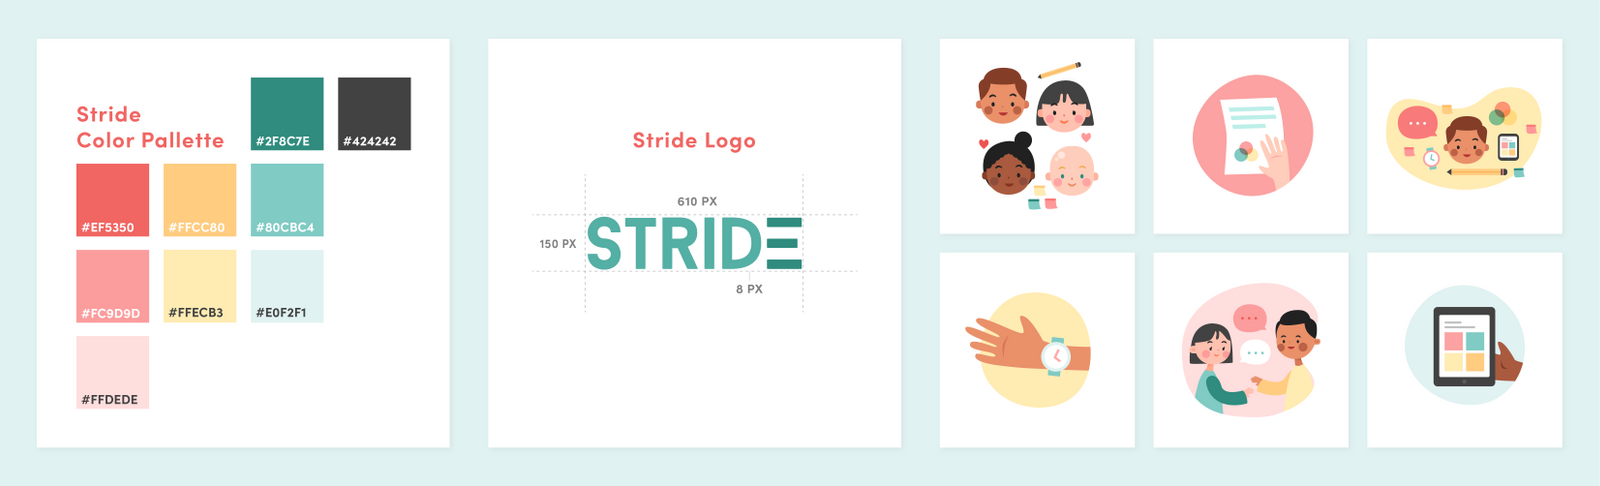 Stride
Color Pallette
#2F8C7E
#424242
#EF5350
#FFCC80
#80CBC4
#FC9D9D
#FFECB3
#E0F2F1
#FFDEDE
Stride Logo
610 PX
150 PX
STRIDE
8 PX